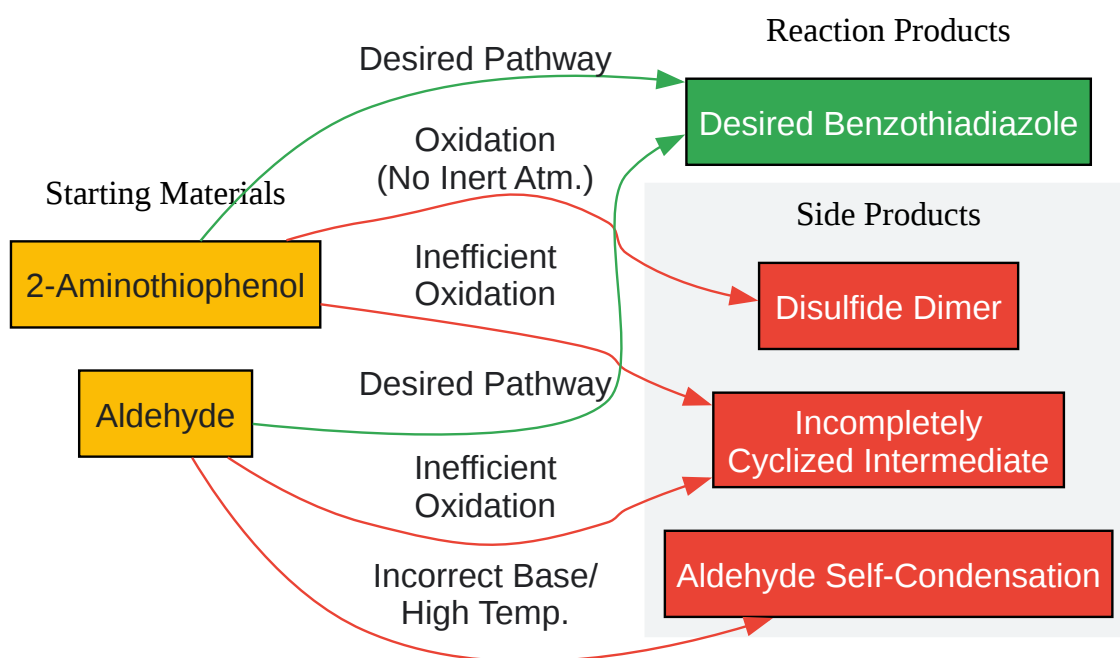 Reaction Products
Desired Pathway
Desired Benzothiadiazole
Oxidation
(No Inert Atm.)
Starting Materials
Side Products
2-Aminothiophenol
Inefficient
Oxidation
Disulfide Dimer
Desired Pathway
Aldehyde
Incompletely
Cyclized Intermediate
Inefficient
Oxidation
Incorrect Base/
High Temp.
Aldehyde Self-Condensation